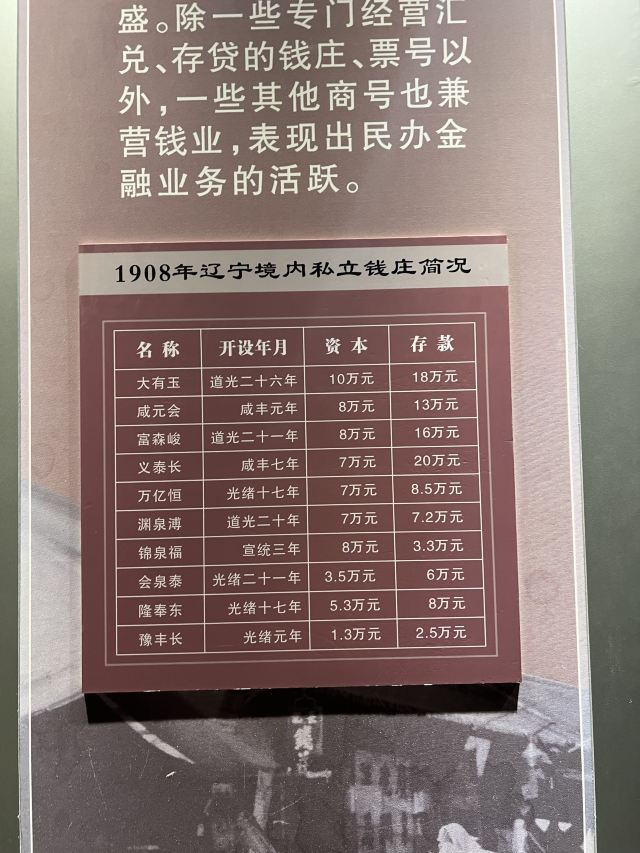 盛。除一些专门经营汇
兑、存贷的钱庄、票号以
外，一些其他商号也兼
营钱业，表现出民办金
融业务的活跃。
1908年辽宁境内私立钱庄简况
名称 开设年月 资本 存款
大有玉 道光二十六年 10万元 18万元
咸元会 咸丰元年 8万元 13万元
富森峻 道光二十一年 8万元 16万元
义泰长 咸丰七年 7万元 20万元
万亿恒 光绪十七年 7万元 8.5万元
渊泉溥 道光二十年 7万元 7.2万元
锦泉福 宣统三年 8万元 3.3万元
会泉泰 光绪二十一年 3.5万元 6万元
隆奉东 光绪十七年 5.3万元 8万元
豫丰长 光绪元年 1.3万元 2.5万元